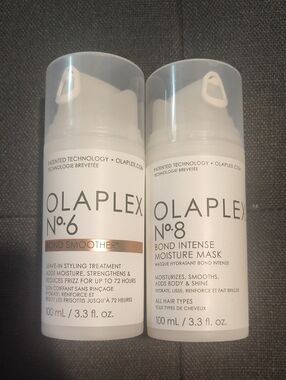 PATENTED TECHNOLOGY • OLAPLEX.COM
TECHNOLOGIE BREVETÉE
OLAPLEX
Nº.6
BOND SMOOTHER
LEAVE-IN STYLING TREATMENT
ADDS MOISTURE, STRENGTHENS &
REDUCES FRIZZ FOR UP TO 72 HOURS
SOIN COIFFANT SANS RINÇAGE
HYDRATE, RENFORCE ET
RÉDUIT LES FRISOTTIS JUSQU'À 72 HEURES
100 mL / 3.3 fl. oz.
PATENTED TECHNOLOGY • OLAPLEX.COM
TECHNOLOGIE BREVETÉE
OLAPLEX
Nº.8
BOND INTENSE
MOISTURE MASK
MASQUE HYDRATANT BOND INTENSE
MOISTURIZES, SMOOTHS,
ADDS BODY & SHINE
HYDRATE, LISSE, RENFORCE ET FAIT BRILLER
ALL HAIR TYPES
TYPES DE CHEVEUX
100 mL / 3.3 fl. oz.